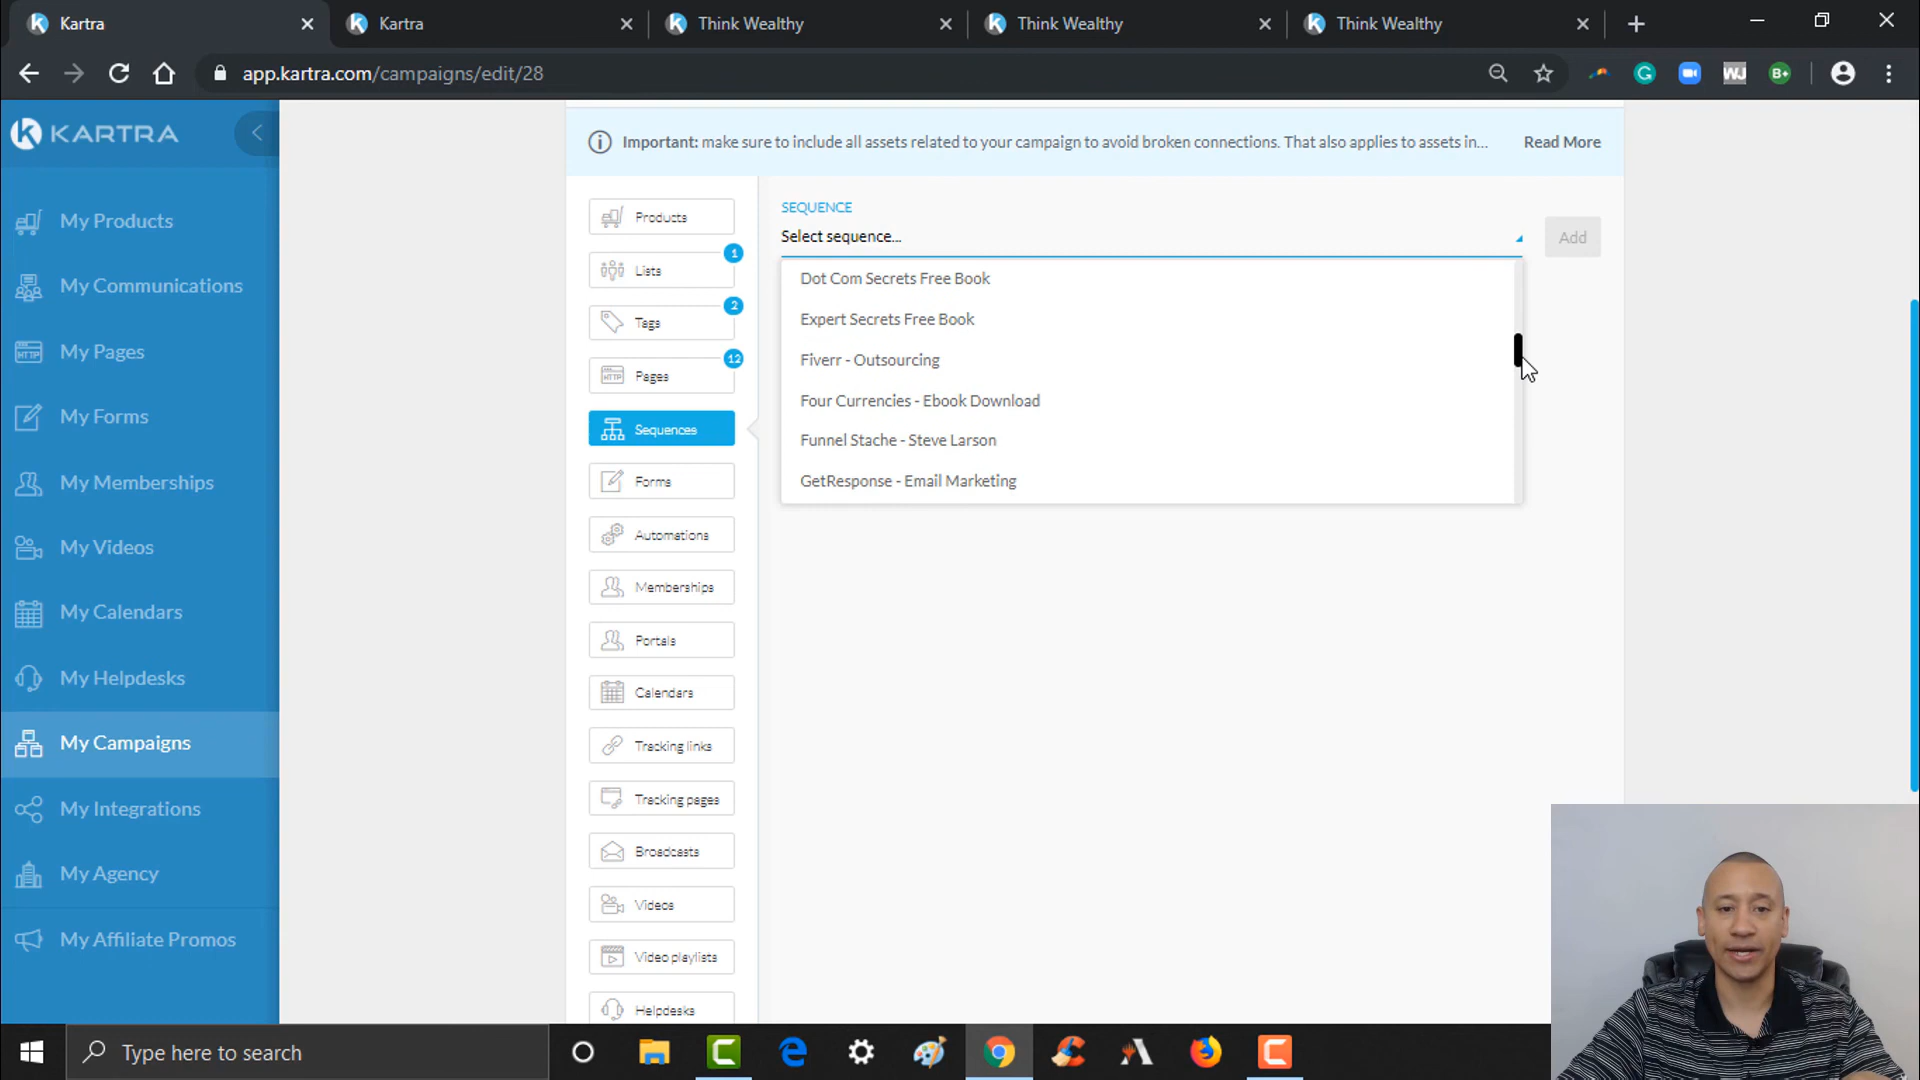 Kartra
Kartra
Think Wealthy
Think Wealthy
Think Wealthy
app.kartra.com/campaigns/edit/28
KARTRA
My Products
My Communications
My Pages
My Forms
My Memberships
My Videos
My Calendars
My Helpdesks
My Campaigns
My Integrations
My Agency
My Affiliate Promos
Important: make sure to include all assets related to your campaign to avoid broken connections. That also applies to assets in...
Read More
Products
Lists
1
Tags
2
Pages
12
Sequences
Forms
Automations
Memberships
Portals
Calendars
Tracking links
Tracking pages
Broadcasts
Videos
Video playlists
Helpdesks
SEQUENCE
Select sequence...
Add
Dot Com Secrets Free Book
Expert Secrets Free Book
Fiverr - Outsourcing
Four Currencies - Ebook Download
Funnel Stache - Steve Larson
GetResponse - Email Marketing
Type here to search